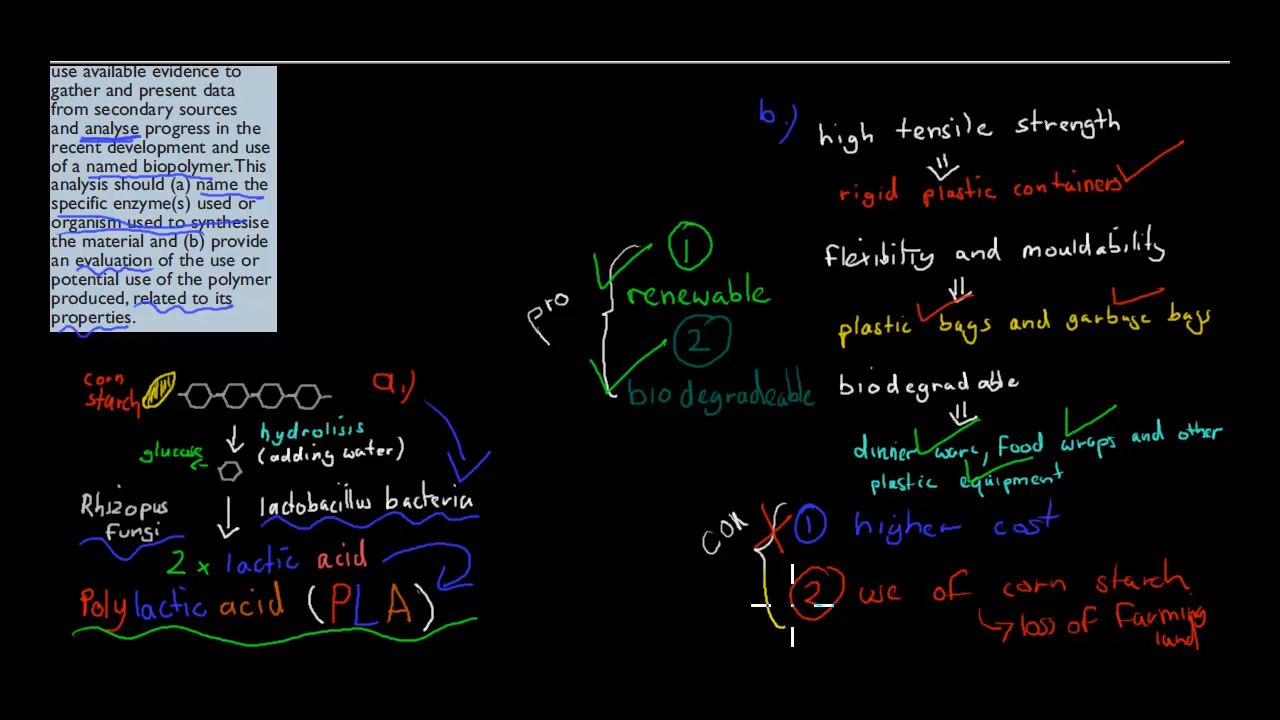 use available evidence to
gather and present data
from secondary sources
and analyse progress in the
recent development and use
of a named biopolymer. This
analysis should (a) name the
specific enzyme(s) used or
organism used to synthesise
the material and (b) provide
an evaluation of the use or
potential use of the polymer
produced, related to its
properties.
corn
starch
a.)
hydrolisis
(adding water)
glucose
Rhizopus
Fungi
lactobacillus bacteria
2 x lactic acid
Polylactic acid (PLA)
pro
1
renewable
2
biodegradeable
b.)
high tensile strength
rigid plastic containers
flexibility and mouldability
plastic bags and garbage bags
biodegradable
dinner ware, food wraps and other
plastic equipment
con
1 higher cost
2 use of corn starch
loss of farming
land